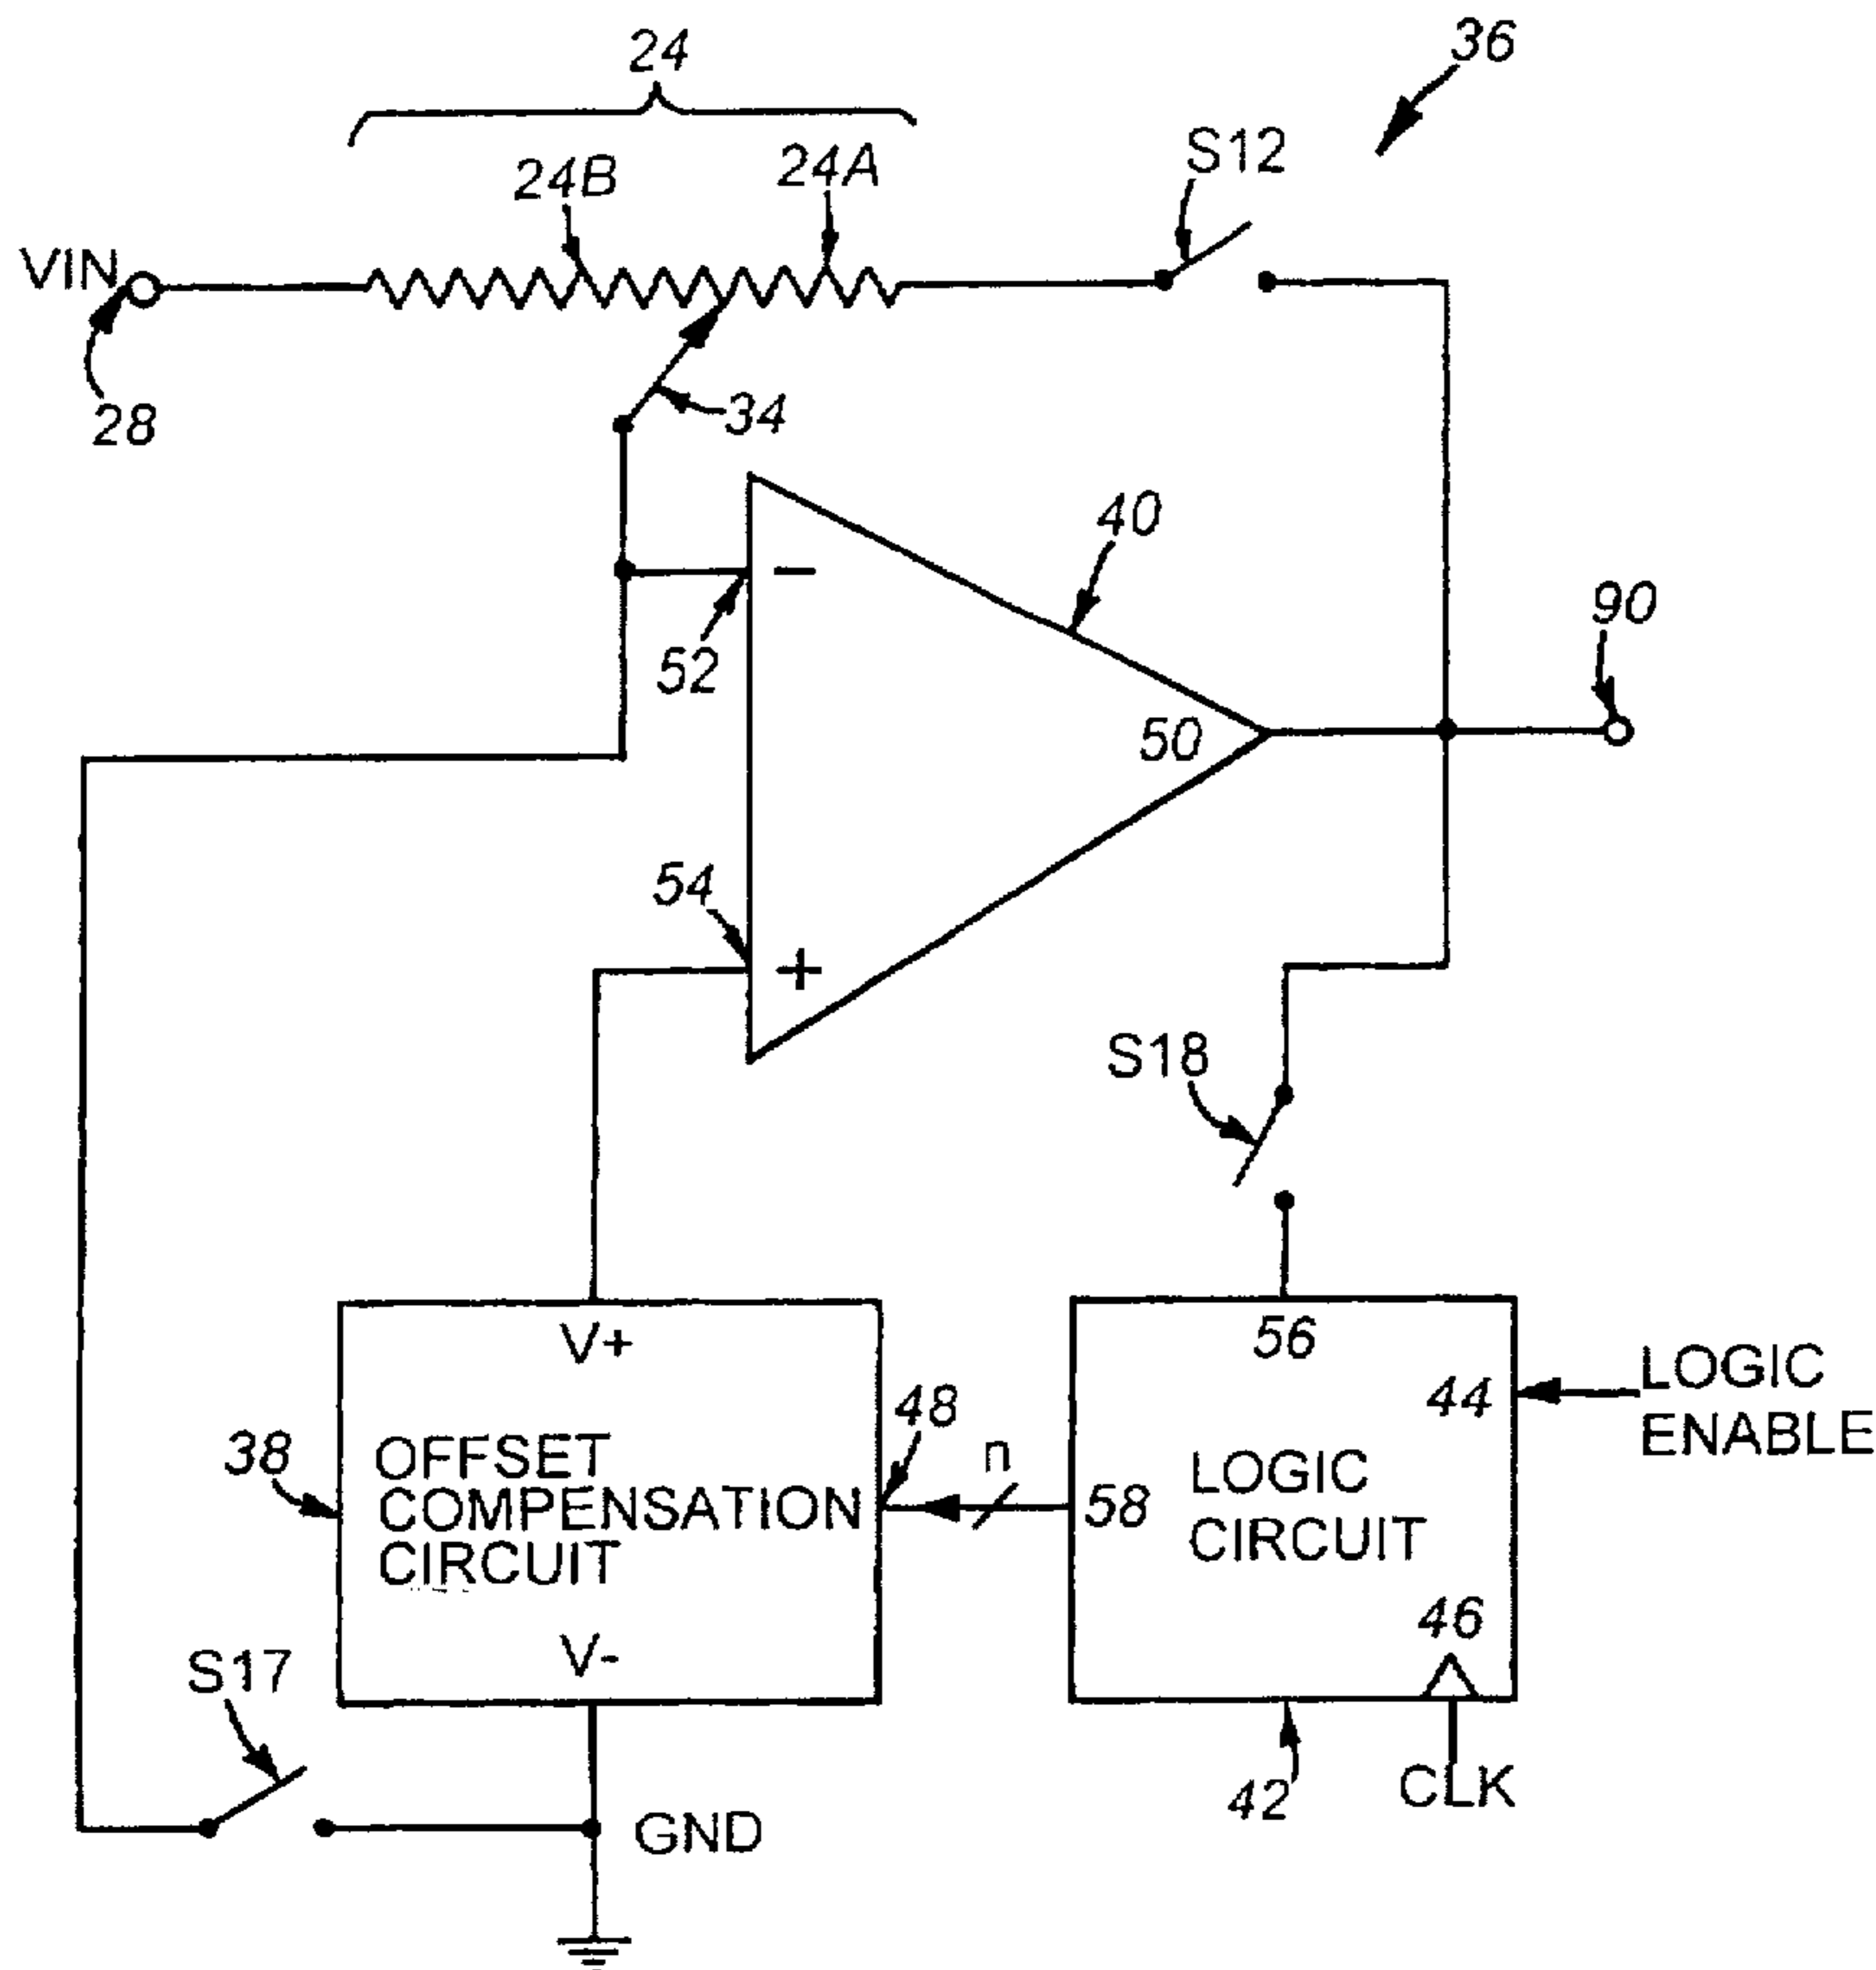 24
36
24B
24A
S12
VIN
28
34
40
90
52
50
-
54
+
S18
V+
56
44
LOGIC
ENABLE
38
48
n
OFFSET
COMPENSATION
CIRCUIT
58
LOGIC
CIRCUIT
46
V-
S17
42
CLK
GND